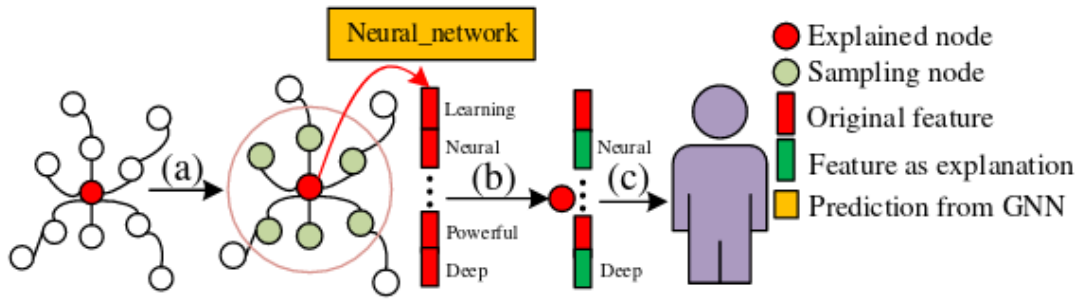 Neural_network
Explained node
Sampling node
Original feature
Feature as explanation
Prediction from GNN
(a)
Learning
Neural
Powerful
Deep
(b)
Neural
Deep
(c)